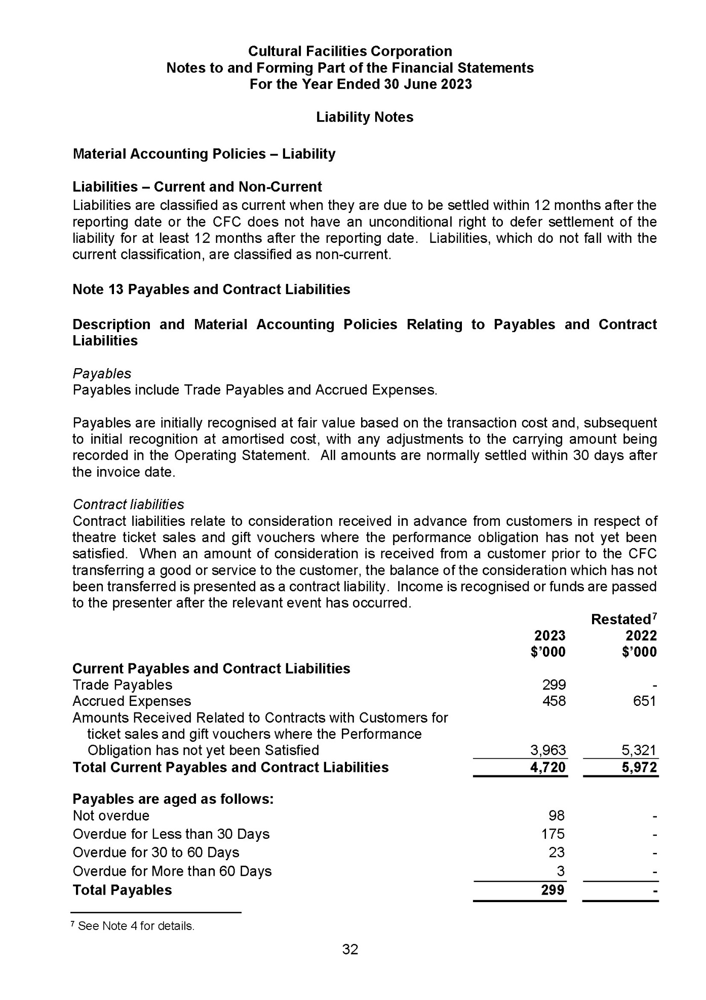 Cultural Facilities Corporation
Notes to and Forming Part of the Financial Statements
For the Year Ended 30 June 2023
Liability Notes
Material Accounting Policies – Liability
Liabilities – Current and Non-Current
Liabilities are classified as current when they are due to be settled within 12 months after the
reporting date or the CFC does not have an unconditional right to defer settlement of the
liability for at least 12 months after the reporting date. Liabilities, which do not fall with the
current classification, are classified as non-current.
Note 13 Payables and Contract Liabilities
Description and Material Accounting Policies Relating to Payables and Contract
Liabilities
Payables
Payables include Trade Payables and Accrued Expenses.
Payables are initially recognised at fair value based on the transaction cost and, subsequent
to initial recognition at amortised cost, with any adjustments to the carrying amount being
recorded in the Operating Statement. All amounts are normally settled within 30 days after
the invoice date.
Contract liabilities
Contract liabilities relate to consideration received in advance from customers in respect of
theatre ticket sales and gift vouchers where the performance obligation has not yet been
satisfied. When an amount of consideration is received from a customer prior to the CFC
transferring a good or service to the customer, the balance of the consideration which has not
been transferred is presented as a contract liability. Income is recognised or funds are passed
to the presenter after the relevant event has occurred.
Restated⁷
2023 2022
$’000 $’000
Current Payables and Contract Liabilities
Trade Payables 299 -
Accrued Expenses 458 651
Amounts Received Related to Contracts with Customers for
ticket sales and gift vouchers where the Performance
Obligation has not yet been Satisfied 3,963 5,321
Total Current Payables and Contract Liabilities 4,720 5,972
Payables are aged as follows:
Not overdue 98 -
Overdue for Less than 30 Days 175 -
Overdue for 30 to 60 Days 23 -
Overdue for More than 60 Days 3 -
Total Payables 299 -
⁷ See Note 4 for details.
32